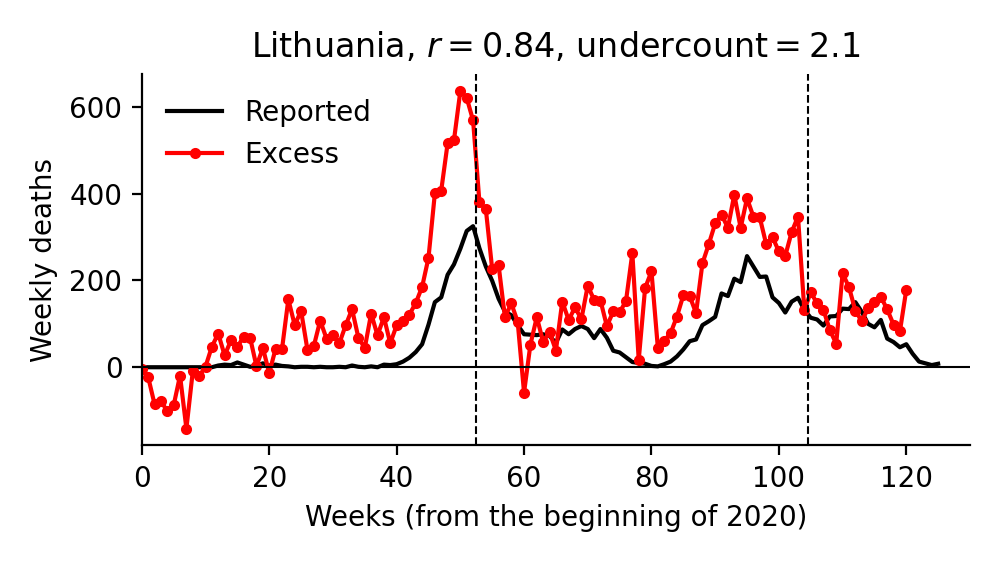 Lithuania, r = 0.84, undercount = 2.1
Reported
Excess
Weekly deaths
600
400
200
0
0 20 40 60 80 100 120
Weeks (from the beginning of 2020)